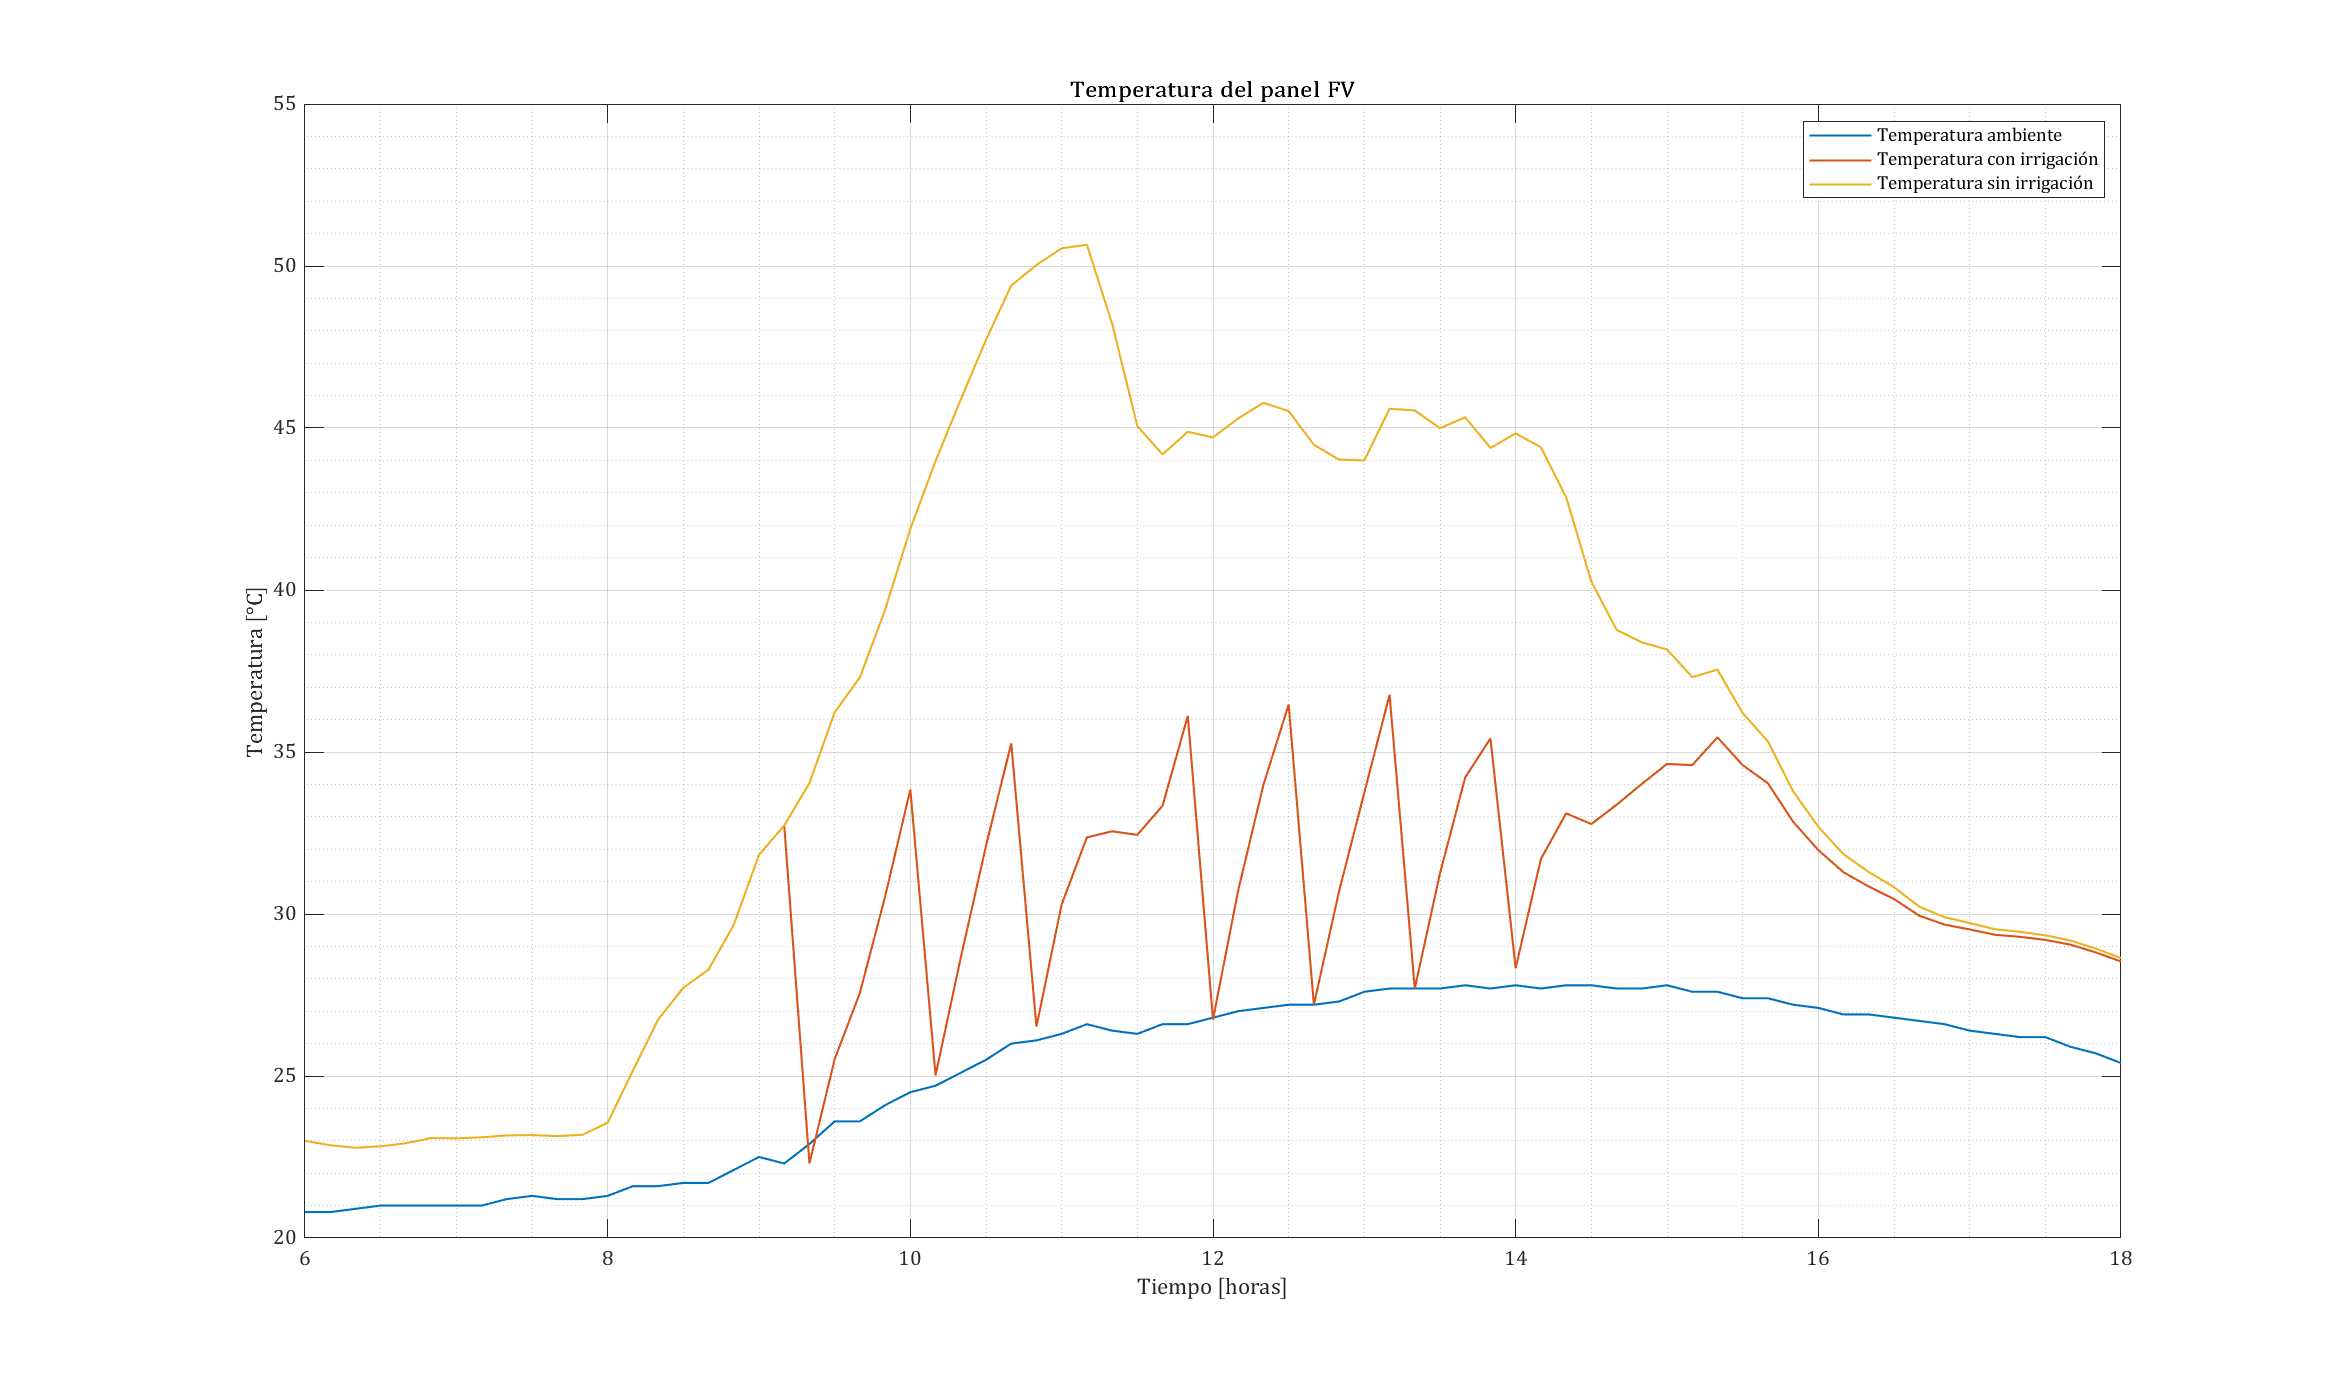 Temperatura del panel FV
55
50
45
40
35
30
25
20
Temperatura [°C]
Temperatura ambiente
Temperatura con irrigación
Temperatura sin irrigación
6 8 10 12 14 16 18
Tiempo [horas]